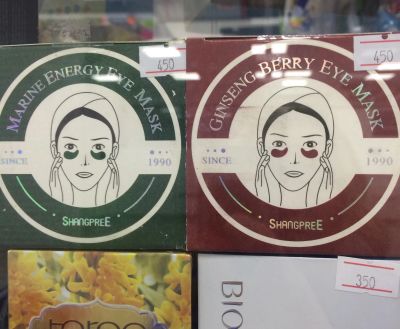 450
MARINE ENERGY EYE MASK
SINCE 1990
SHANGPREE
450
GINSENG BERRY EYE MASK
SINCE 1990
SHANGPREE
350
BIO